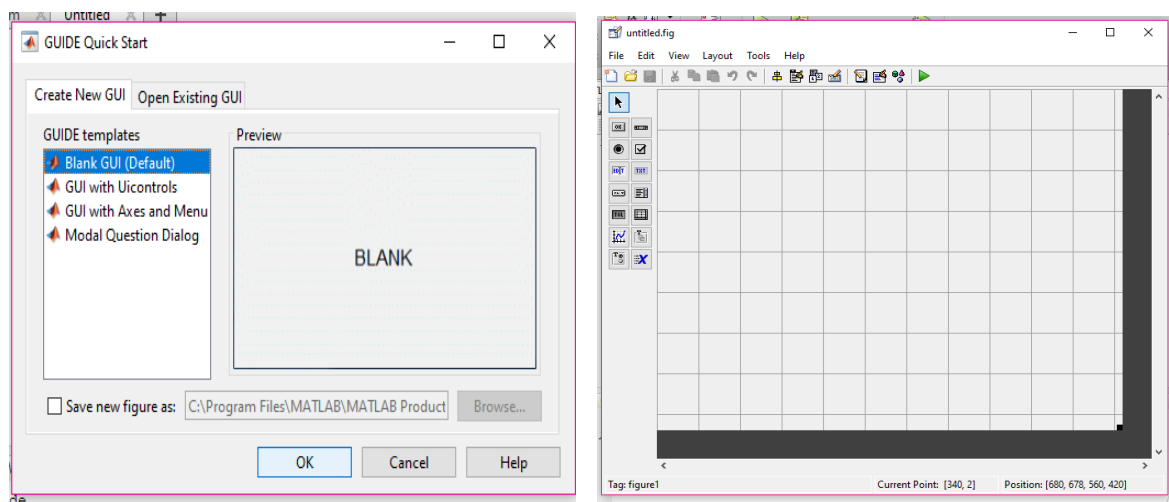 Untitled
GUIDE Quick Start
Create New GUI
Open Existing GUI
GUIDE templates
Preview
Blank GUI (Default)
GUI with Uicontrols
GUI with Axes and Menu
Modal Question Dialog
BLANK
Save new figure as:
C:\Program Files\MATLAB\MATLAB Product
Browse...
OK
Cancel
Help
untitled.fig
File Edit View Layout Tools Help
OK
EDIT TXT
Tag: figure1
Current Point: [340, 2]
Position: [680, 678, 560, 420]